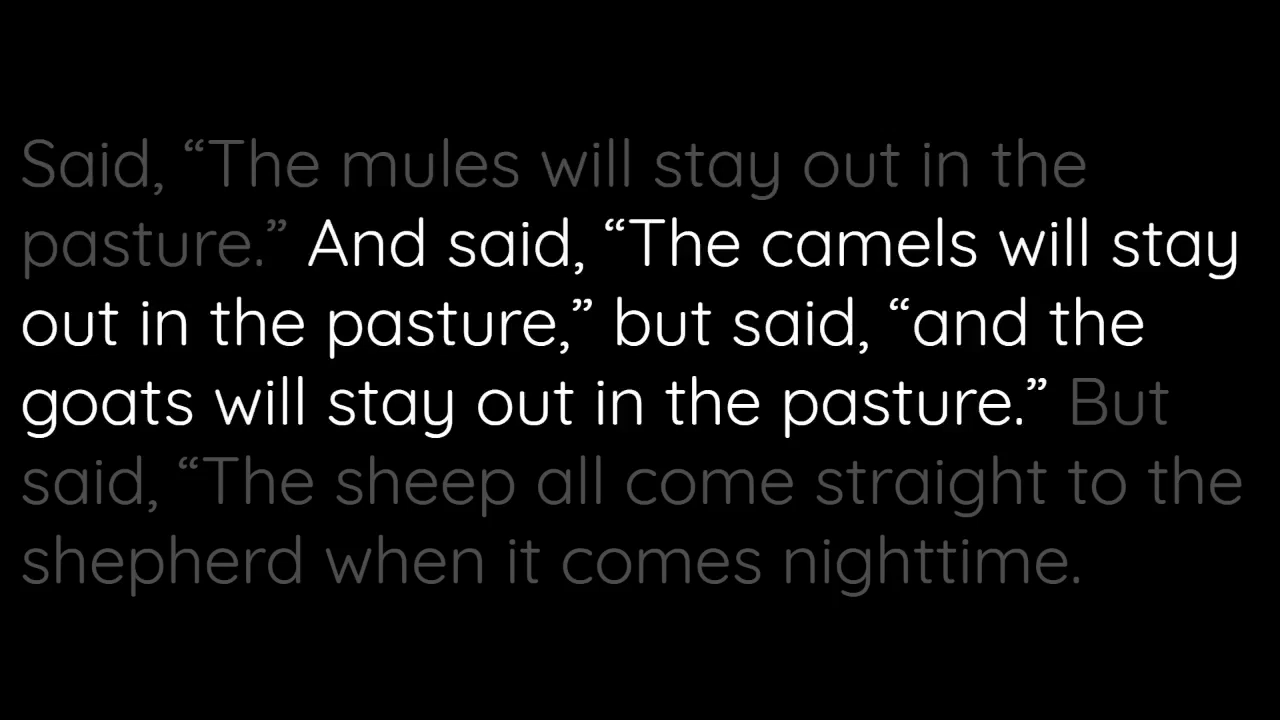 Said, “The mules will stay out in the
pasture.” And said, “The camels will stay
out in the pasture,” but said, “and the
goats will stay out in the pasture.” But
said, “The sheep all come straight to the
shepherd when it comes nighttime.